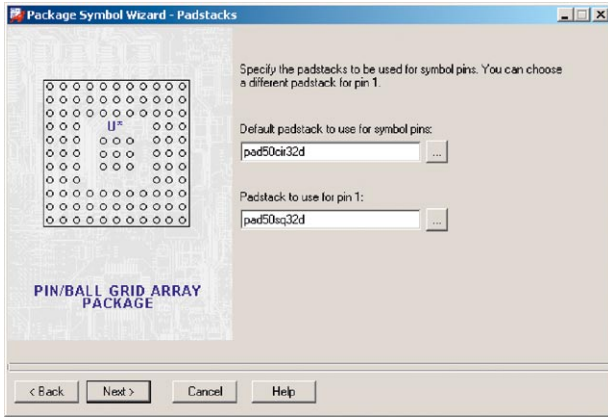 Package Symbol Wizard - Padstacks
Specify the padstacks to be used for symbol pins. You can choose
a different padstack for pin 1.
U*
Default padstack to use for symbol pins:
pad50cir32d
...
Padstack to use for pin 1:
pad50sq32d
...
PIN/BALL GRID ARRAY
PACKAGE
< Back
Next >
Cancel
Help